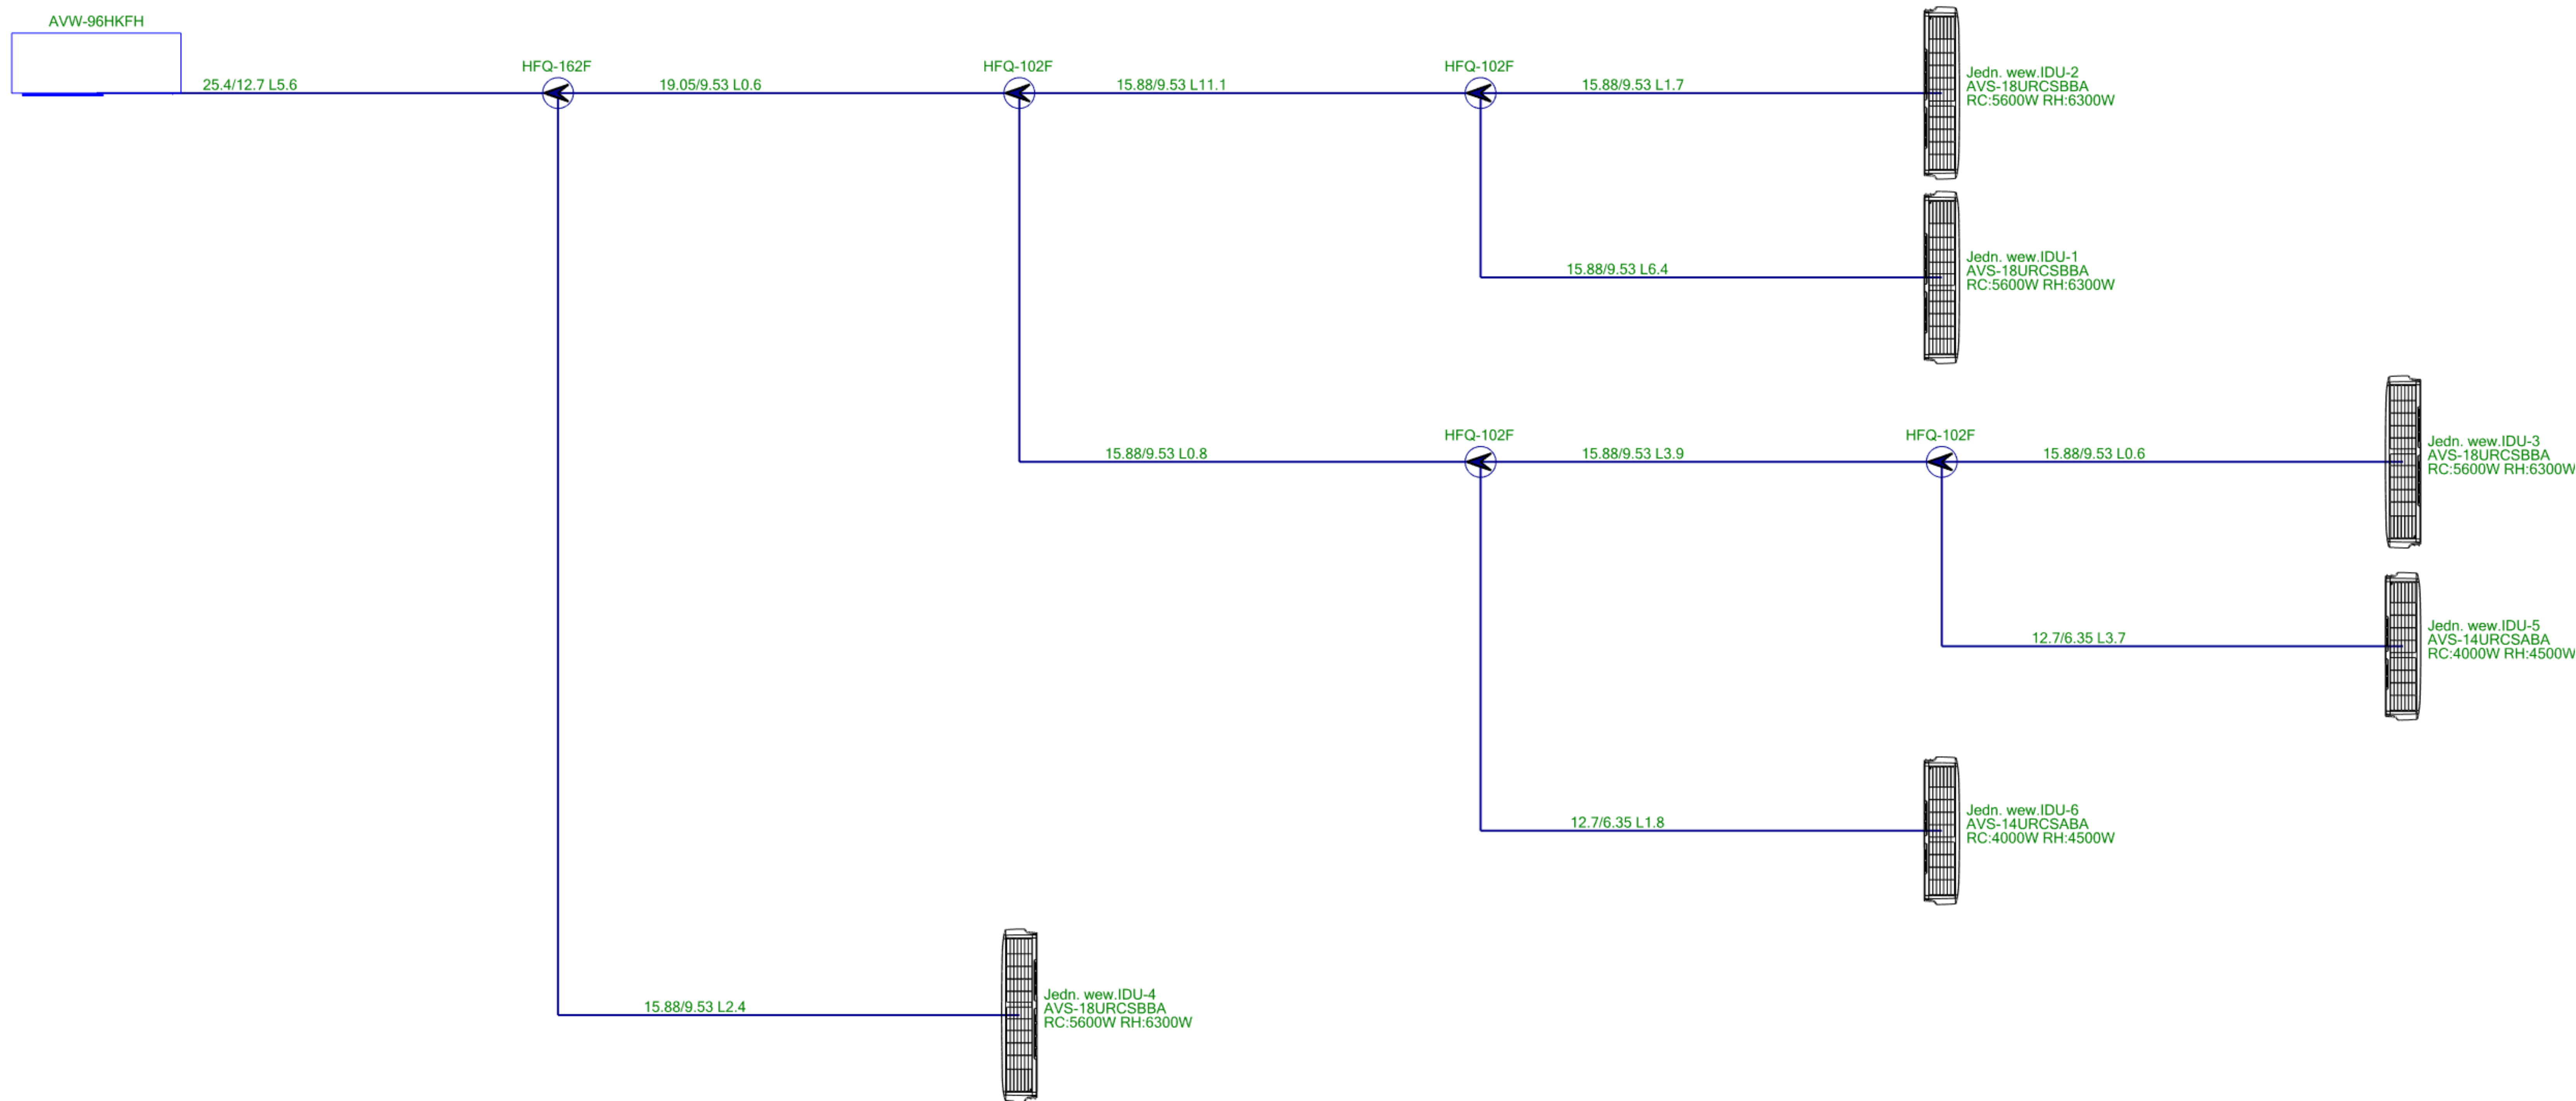 AVW-96HKFH
25.4/12.7 L5.6
HFQ-162F
19.05/9.53 L0.6
HFQ-102F
15.88/9.53 L11.1
HFQ-102F
15.88/9.53 L1.7
Jedn. wew.IDU-2
AVS-18URCSBBA
RC:5600W RH:6300W
15.88/9.53 L6.4
Jedn. wew.IDU-1
AVS-18URCSBBA
RC:5600W RH:6300W
15.88/9.53 L0.8
HFQ-102F
15.88/9.53 L3.9
HFQ-102F
15.88/9.53 L0.6
Jedn. wew.IDU-3
AVS-18URCSBBA
RC:5600W RH:6300W
12.7/6.35 L3.7
Jedn. wew.IDU-5
AVS-14URCSABA
RC:4000W RH:4500W
12.7/6.35 L1.8
Jedn. wew.IDU-6
AVS-14URCSABA
RC:4000W RH:4500W
15.88/9.53 L2.4
Jedn. wew.IDU-4
AVS-18URCSBBA
RC:5600W RH:6300W